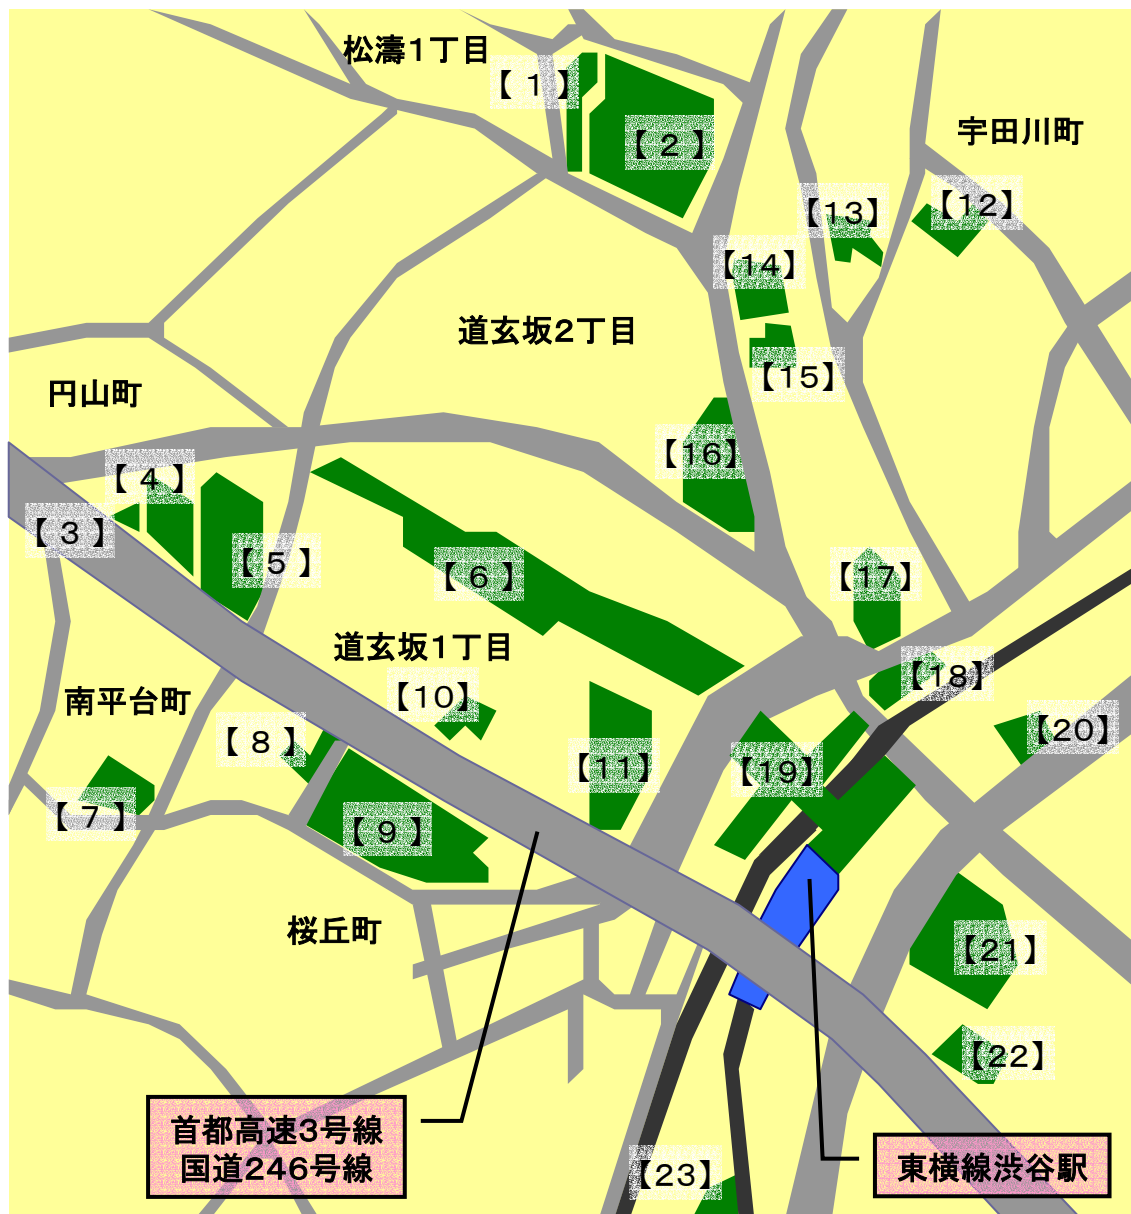 松濤1丁目
【 1 】
【 2 】
宇田川町
【12】
【13】
【14】
道玄坂2丁目
【15】
円山町
【16】
【 4 】
【 3 】
【 5 】
【 6 】
【17】
道玄坂1丁目
【18】
南平台町
【10】
【20】
【 8 】
【11】
【19】
【 7 】
【 9 】
桜丘町
【21】
【22】
首都高速3号線
国道246号線
東横線渋谷駅
【23】